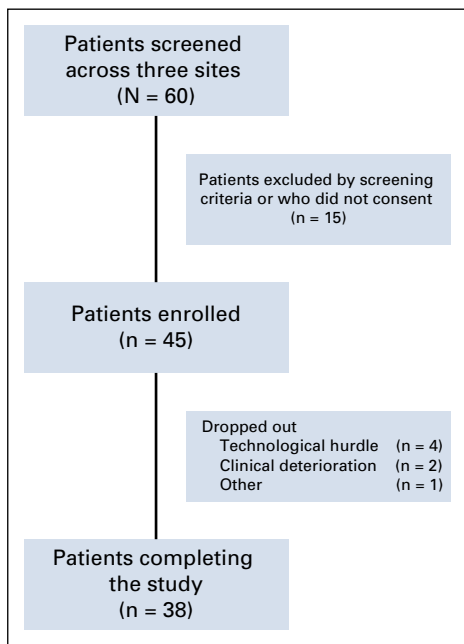 Patients screened
across three sites
(N = 60)
Patients excluded by screening
criteria or who did not consent
(n = 15)
Patients enrolled
(n = 45)
Dropped out
Technological hurdle (n = 4)
Clinical deterioration (n = 2)
Other (n = 1)
Patients completing
the study
(n = 38)